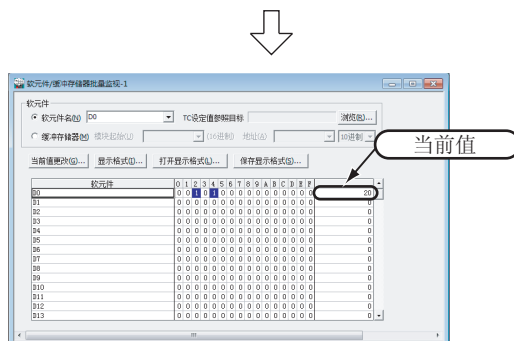 软元件/缓冲存储器批量监视-1
软元件
软元件名(N) D0 TC设定值参照目标 浏览(R)...
缓冲存储器(M) 模块起始(U) (16进制) 地址(A) 10进制
当前值
当前值更改(G)... 显示格式(D)... 打开显示格式(L)... 保存显示格式(S)...
软元件 0 1 2 3 4 5 6 7 8 9 A B C D E F
D0 0 0 1 0 1 0 0 0 0 0 0 0 0 0 0 0 20
D1 0 0 0 0 0 0 0 0 0 0 0 0 0 0 0 0 0
D2 0 0 0 0 0 0 0 0 0 0 0 0 0 0 0 0 0
D3 0 0 0 0 0 0 0 0 0 0 0 0 0 0 0 0 0
D4 0 0 0 0 0 0 0 0 0 0 0 0 0 0 0 0 0
D5 0 0 0 0 0 0 0 0 0 0 0 0 0 0 0 0 0
D6 0 0 0 0 0 0 0 0 0 0 0 0 0 0 0 0 0
D7 0 0 0 0 0 0 0 0 0 0 0 0 0 0 0 0 0
D8 0 0 0 0 0 0 0 0 0 0 0 0 0 0 0 0 0
D9 0 0 0 0 0 0 0 0 0 0 0 0 0 0 0 0 0
D10 0 0 0 0 0 0 0 0 0 0 0 0 0 0 0 0 0
D11 0 0 0 0 0 0 0 0 0 0 0 0 0 0 0 0 0
D12 0 0 0 0 0 0 0 0 0 0 0 0 0 0 0 0 0
D13 0 0 0 0 0 0 0 0 0 0 0 0 0 0 0 0 0